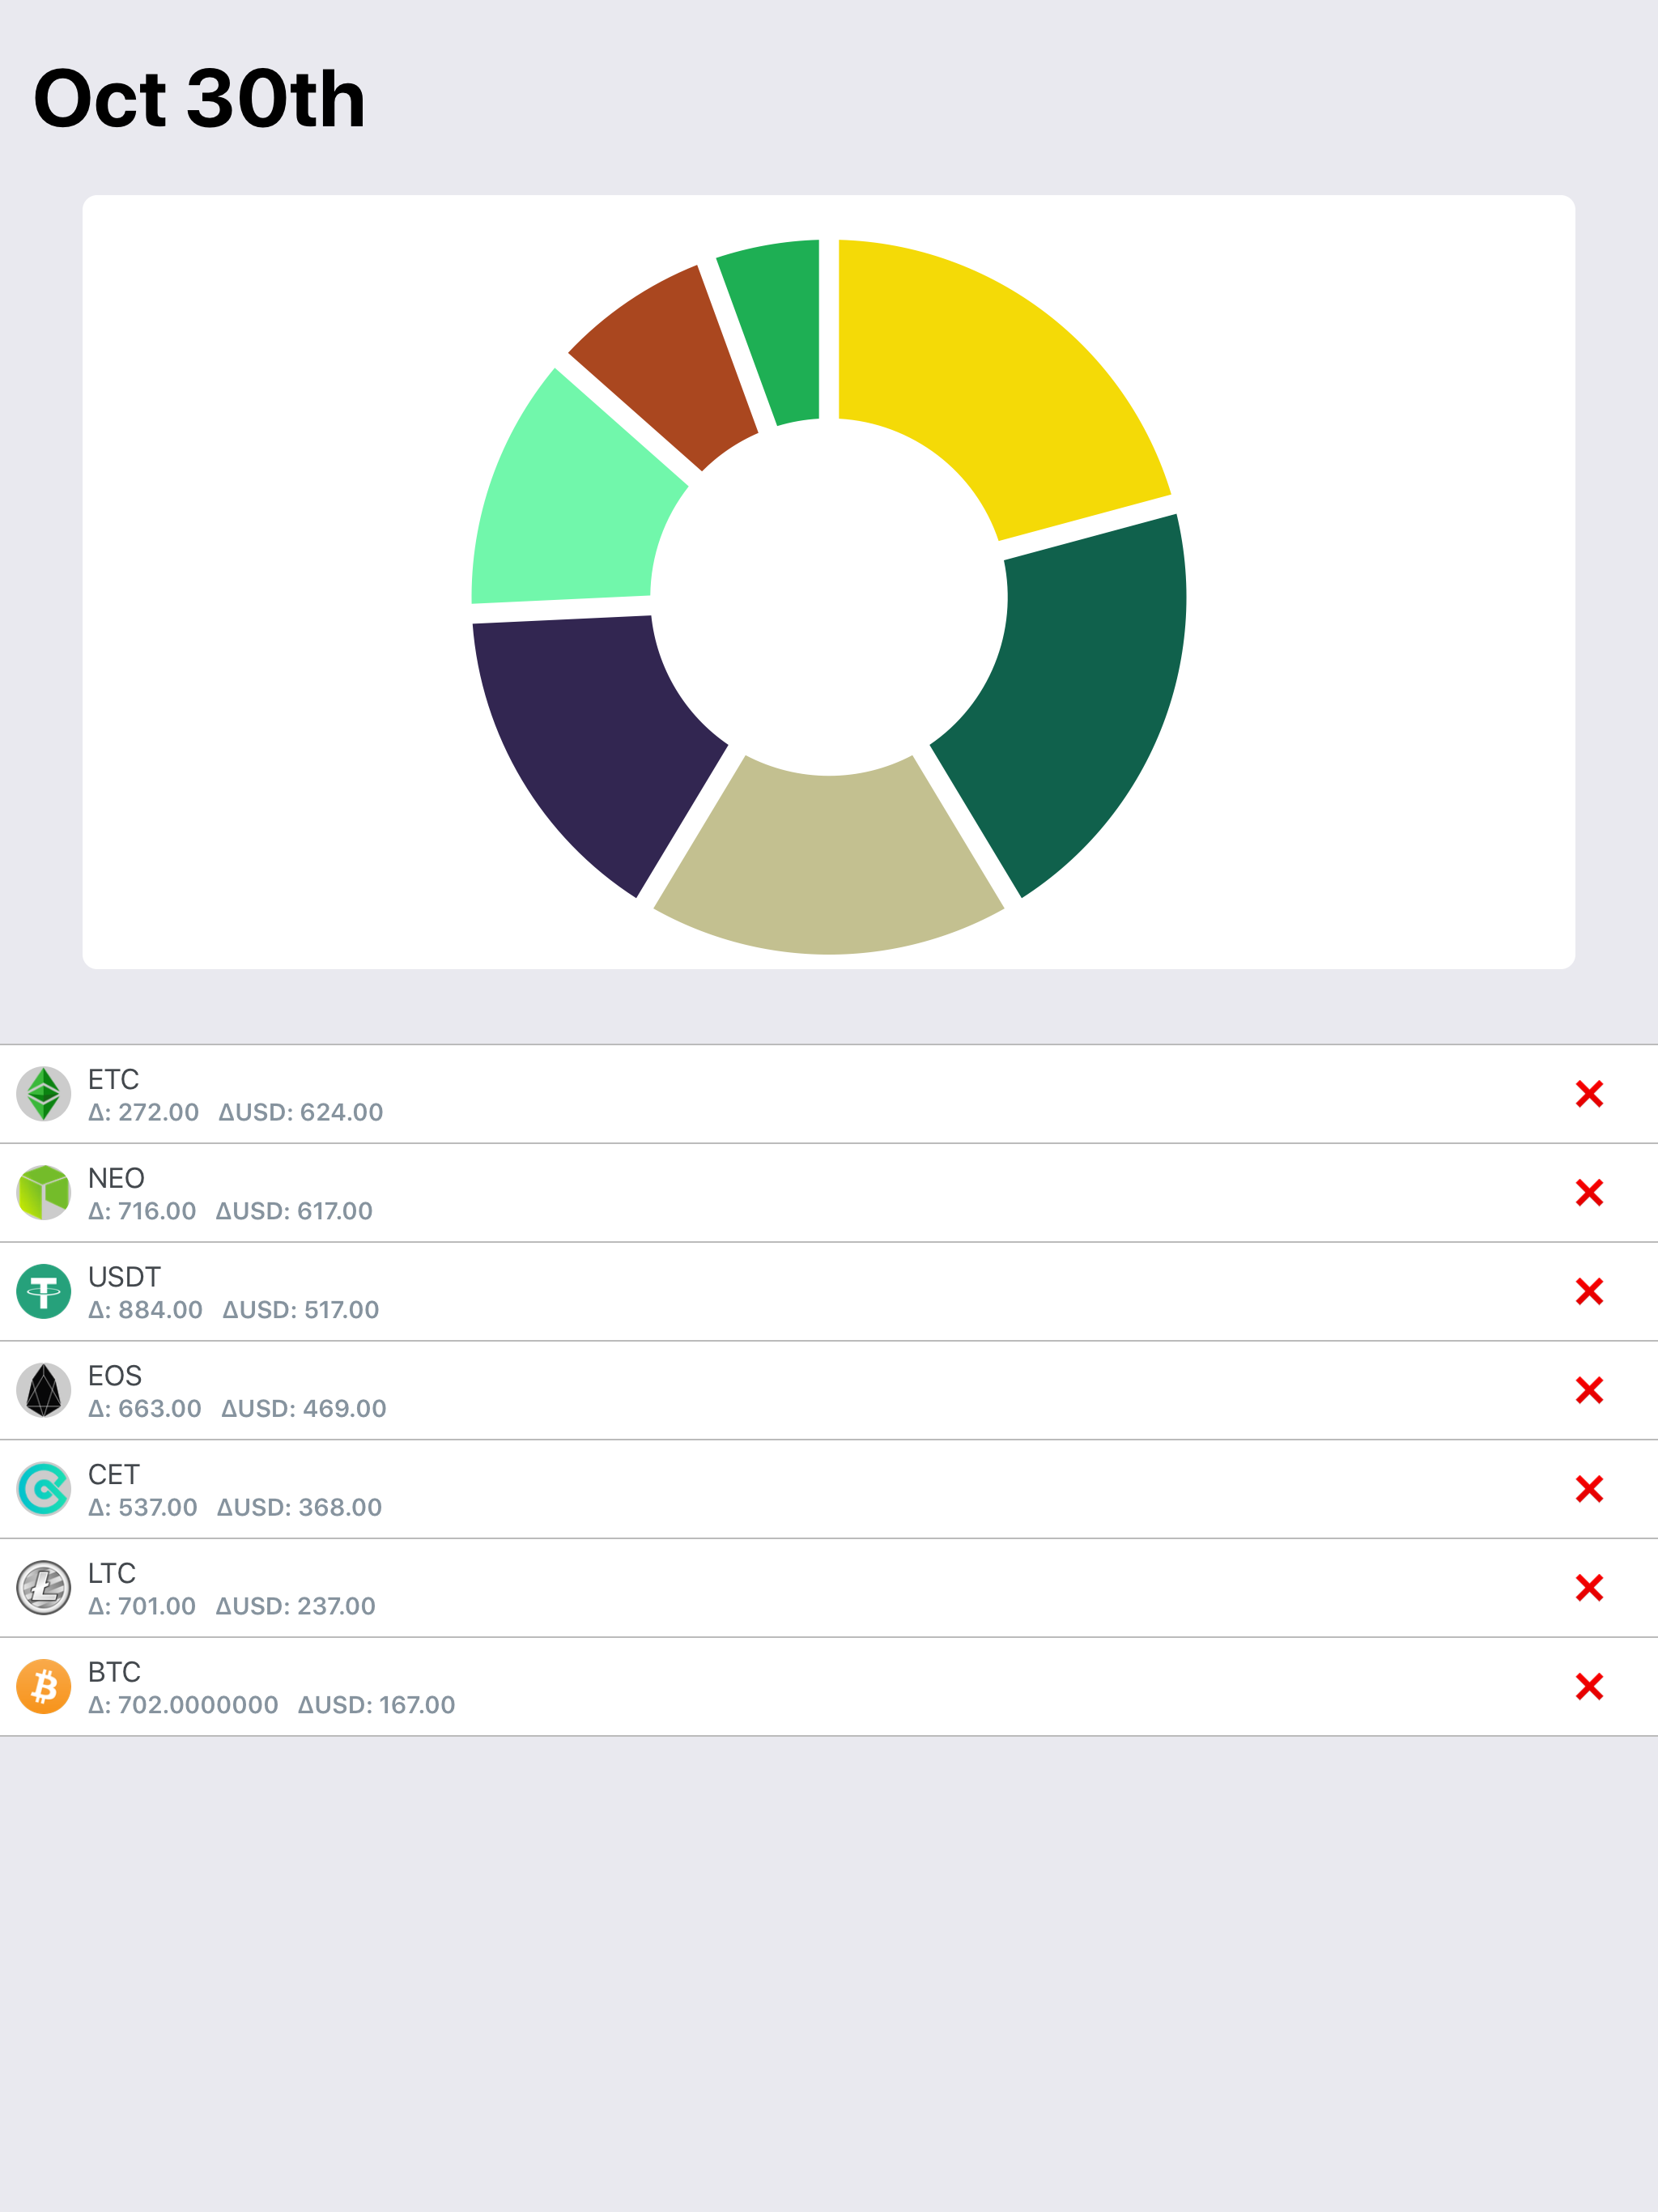 Oct 30th
ETC
Δ: 272.00 ΔUSD: 624.00
NEO
Δ: 716.00 ΔUSD: 617.00
USDT
Δ: 884.00 ΔUSD: 517.00
EOS
Δ: 663.00 ΔUSD: 469.00
CET
Δ: 537.00 ΔUSD: 368.00
LTC
Δ: 701.00 ΔUSD: 237.00
BTC
Δ: 702.0000000 ΔUSD: 167.00